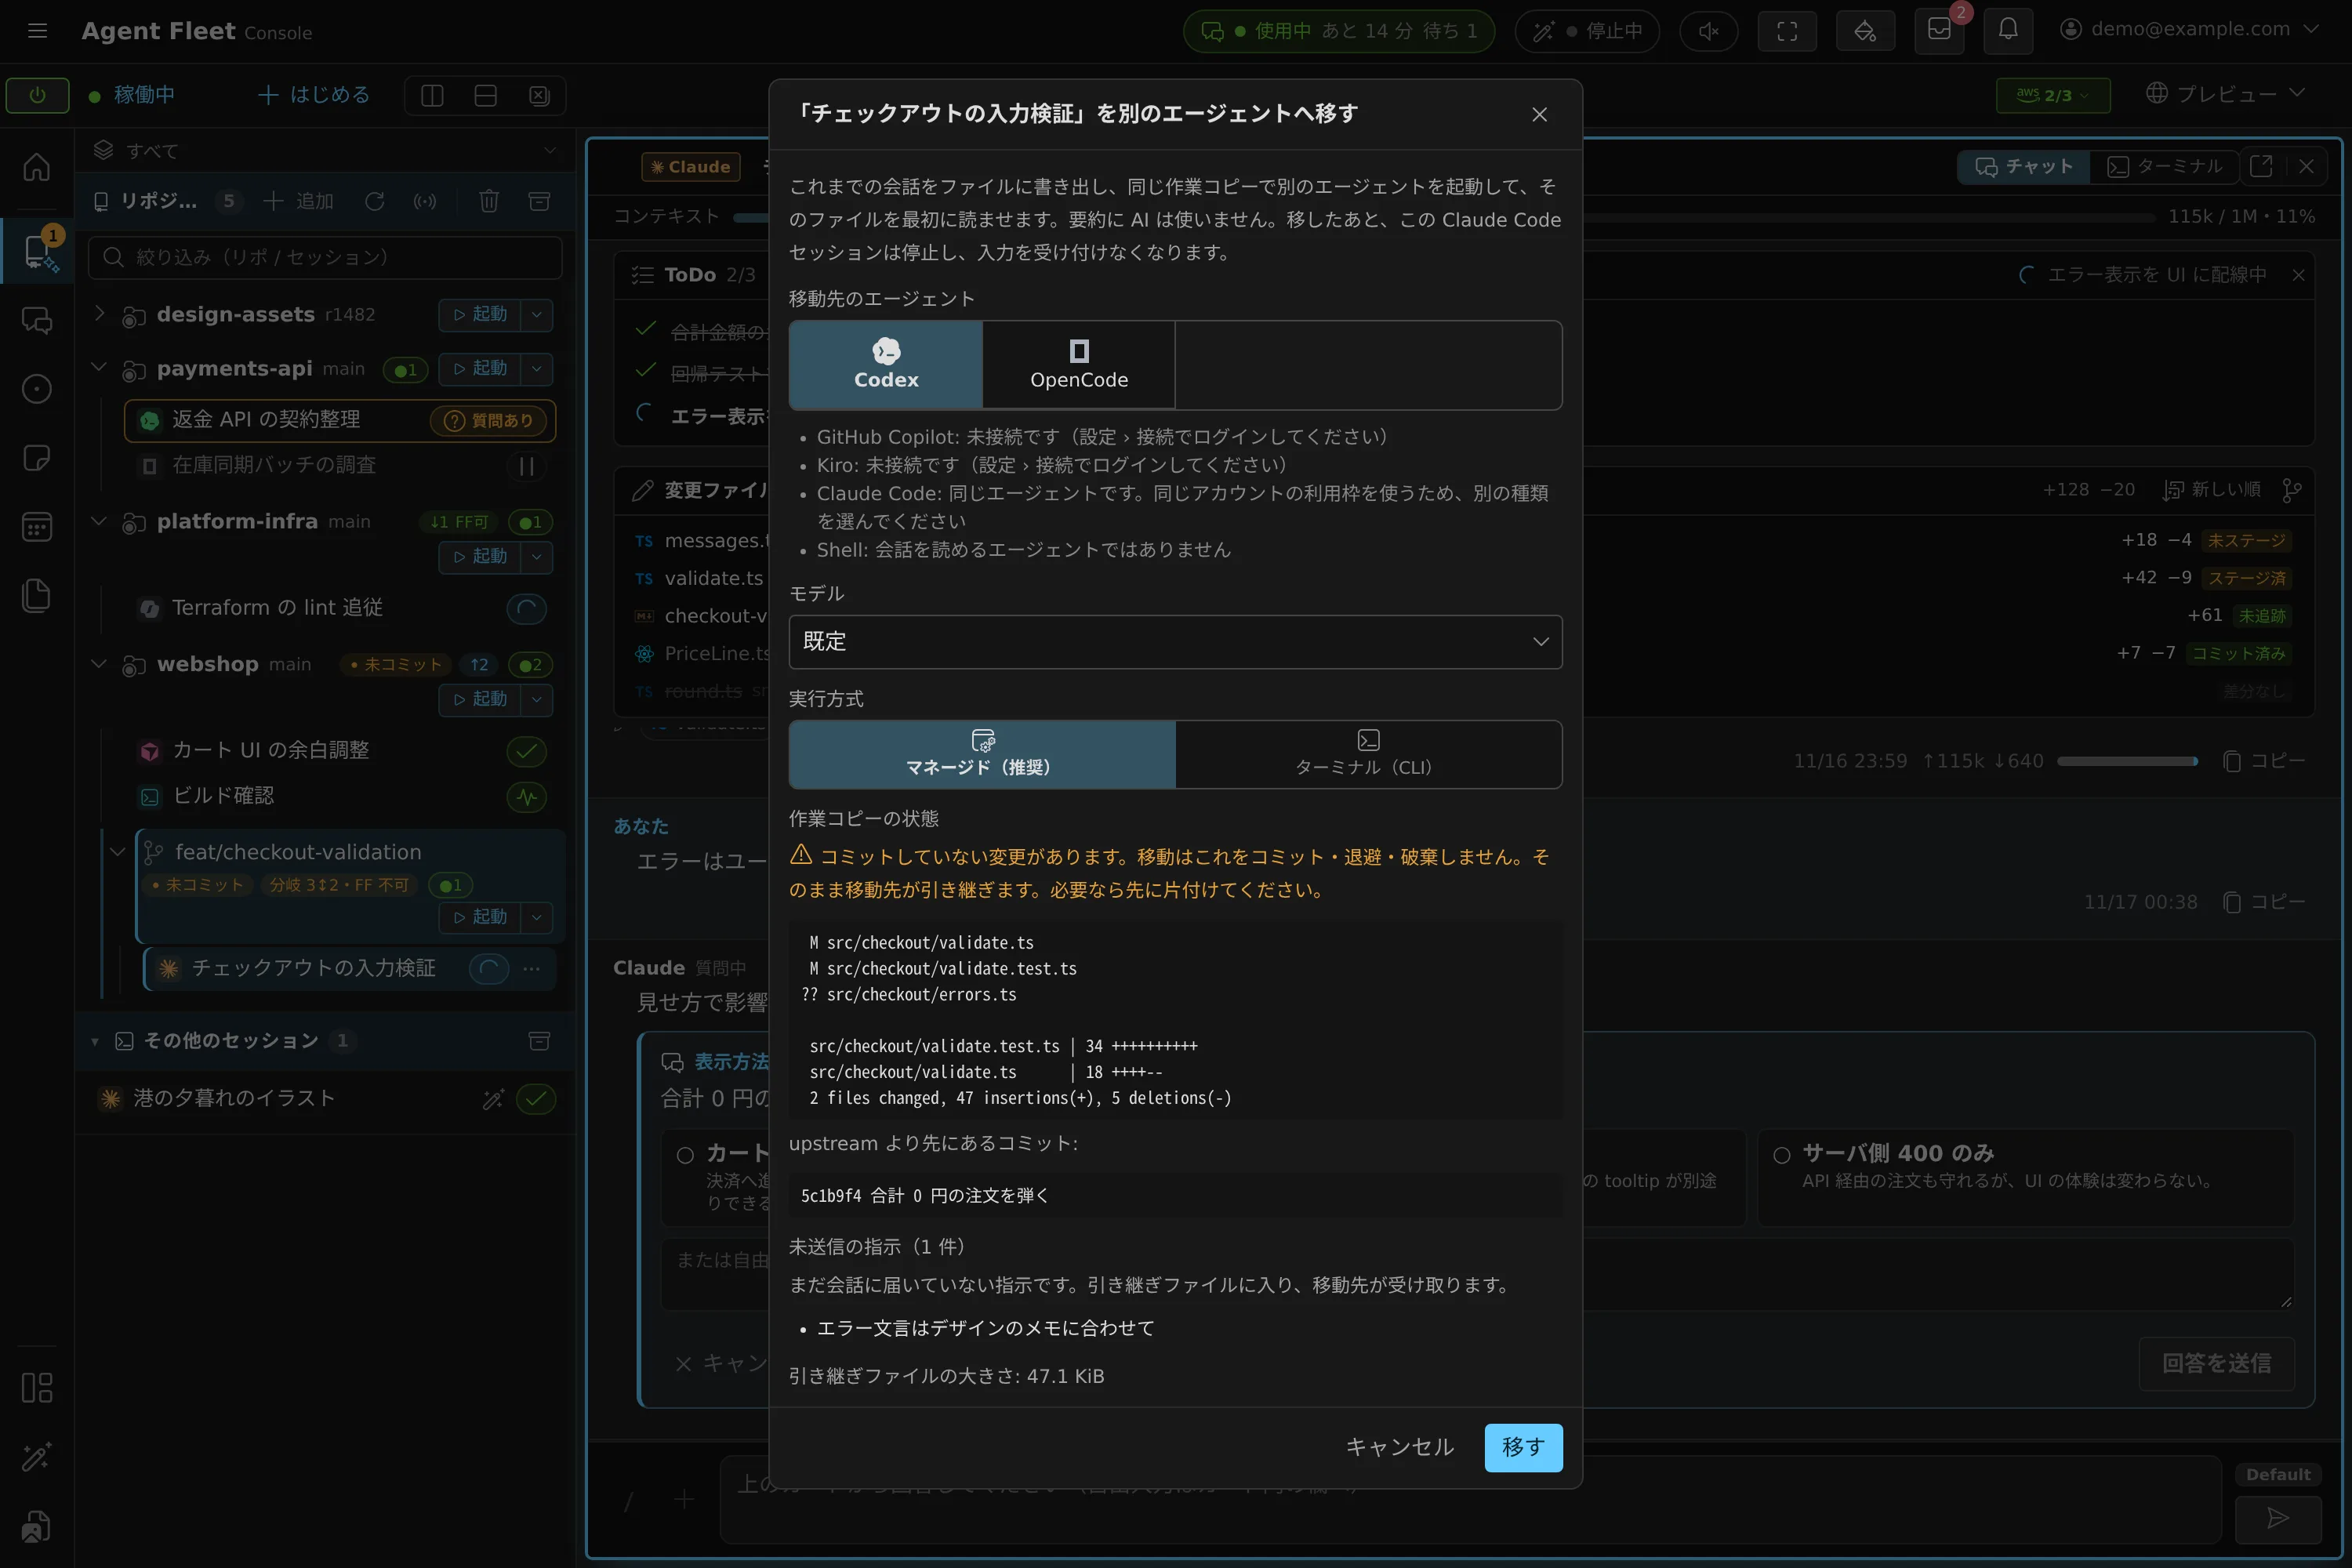 Agent Fleet Console
使用中 あと 14 分 待ち 1
停止中
2
demo@example.com
稼働中
はじめる
aws 2/3
プレビュー
すべて
リポジ... 5 追加
絞り込み（リポ / セッション）
1
design-assets r1482
起動
payments-api main ●1
起動
返金 API の契約整理
質問あり
在庫同期バッチの調査
platform-infra main ↓1 FF可 ●1
起動
Terraform の lint 追従
webshop main • 未コミット ↑2 ●2
起動
カート UI の余白調整
ビルド確認
feat/checkout-validation
• 未コミット 分岐 3↕2・FF 不可 ●1
起動
チェックアウトの入力検証
その他のセッション 1
港の夕暮れのイラスト
Claude
チャット
ターミナル
コンテキスト
115k / 1M・11%
ToDo 2/3
エラー表示を UI に配線中
合計金額の
回帰テスト
エラー表示
変更ファイル
+128 −20 新しい順
messages.t
+18 −4 未ステージ
validate.ts
+42 −9 ステージ済
checkout-v
+61 未追跡
PriceLine.ts
+7 −7 コミット済み
round.ts
差分なし
11/16 23:59 ↑115k ↓640
コピー
あなた
エラーはユー
11/17 00:38 コピー
Claude 質問中
見せ方で影響
表示方法
合計 0 円の
カート
決済へ進
りできる
の tooltip が別途
サーバ側 400 のみ
API 経由の注文も守れるが、UI の体験は変わらない。
または自由
キャン
回答を送信
Default
「チェックアウトの入力検証」を別のエージェントへ移す
これまでの会話をファイルに書き出し、同じ作業コピーで別のエージェントを起動して、そ
のファイルを最初に読ませます。要約に AI は使いません。移したあと、この Claude Code
セッションは停止し、入力を受け付けなくなります。
移動先のエージェント
Codex
OpenCode
• GitHub Copilot: 未接続です（設定 › 接続でログインしてください）
• Kiro: 未接続です（設定 › 接続でログインしてください）
• Claude Code: 同じエージェントです。同じアカウントの利用枠を使うため、別の種類
を選んでください
• Shell: 会話を読めるエージェントではありません
モデル
既定
実行方式
マネージド（推奨）
ターミナル（CLI）
作業コピーの状態
コミットしていない変更があります。移動はこれをコミット・退避・破棄しません。そ
のまま移動先が引き継ぎます。必要なら先に片付けてください。
M src/checkout/validate.ts
M src/checkout/validate.test.ts
?? src/checkout/errors.ts
src/checkout/validate.test.ts | 34 ++++++++++
src/checkout/validate.ts | 18 ++++--
2 files changed, 47 insertions(+), 5 deletions(-)
upstream より先にあるコミット:
5c1b9f4 合計 0 円の注文を弾く
未送信の指示（1 件）
まだ会話に届いていない指示です。引き継ぎファイルに入り、移動先が受け取ります。
• エラー文言はデザインのメモに合わせて
引き継ぎファイルの大きさ: 47.1 KiB
キャンセル
移す